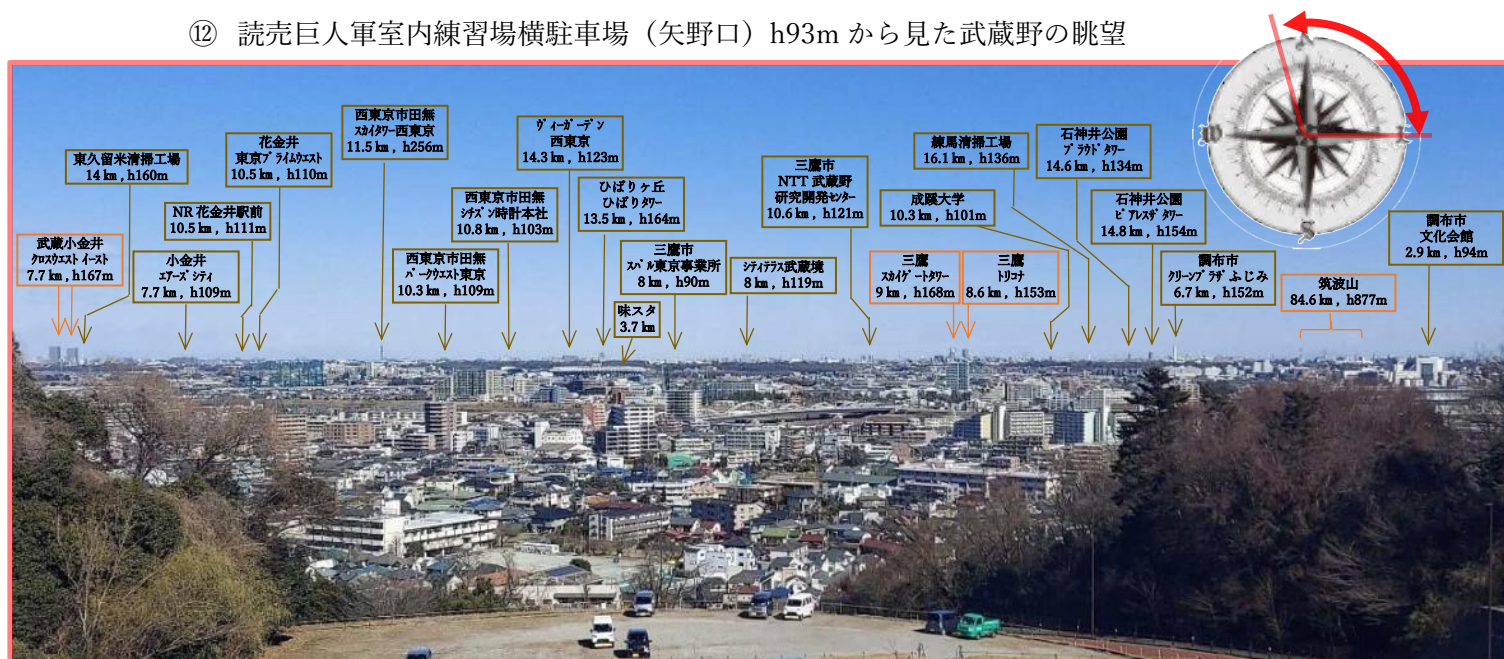 ⑫ 読売巨人軍室内練習場横駐車場（矢野口）h93m から見た武蔵野の眺望
東久留米清掃工場
14 km , h160m
武蔵小金井
クロスウエスト イースト
7.7 km , h167m
小金井
エアーズ シティ
7.7 km , h109m
NR 花金井駅前
10.5 km , h111m
花金井
東京プライムウエスト
10.5 km , h110m
西東京市田無
スカイタワー西東京
11.5 km , h256m
西東京市田無
パークウエスト東京
10.3 km , h109m
西東京市田無
シチズン時計本社
10.8 km , h103m
ヴィーガーデン
西東京
14.3 km , h123m
ひばりヶ丘
ひばりタワー
13.5 km , h164m
味スタ
3.7 km
三鷹市
スバル東京事業所
8 km , h90m
シティテラス武蔵境
8 km , h119m
三鷹市
NTT 武蔵野
研究開発センター
10.6 km , h121m
三鷹
スカイゲートタワー
9 km , h168m
成蹊大学
10.3 km , h101m
三鷹
トリコナ
8.6 km , h153m
練馬清掃工場
16.1 km , h136m
石神井公園
プラウドタワー
14.6 km , h134m
石神井公園
ピアレスザタワー
14.8 km , h154m
調布市
クリーンプラザふじみ
6.7 km , h152m
筑波山
84.6 km , h877m
調布市
文化会館
2.9 km , h94m
S